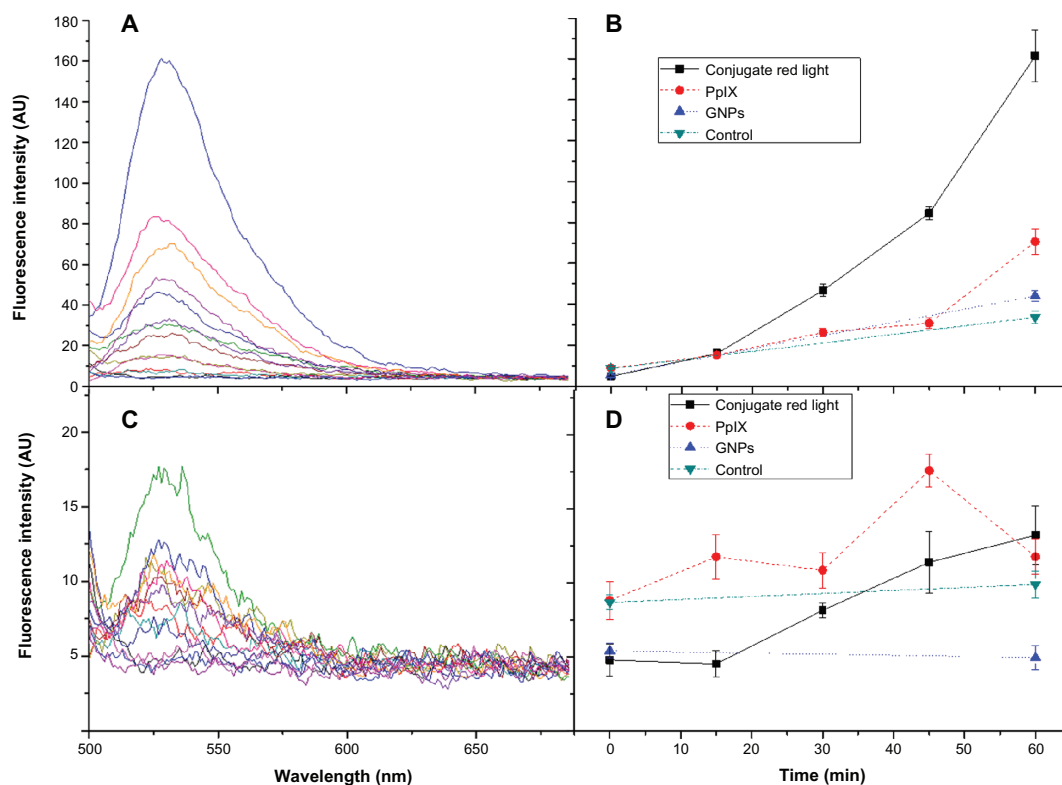 A
Fluorescence intensity (AU)
180
160
140
120
100
80
60
40
20
0
B
Conjugate red light
PpIX
GNPs
Control
C
Fluorescence intensity (AU)
20
15
10
5
500
550
600
650
Wavelength (nm)
D
Conjugate red light
PpIX
GNPs
Control
0
10
20
30
40
50
60
Time (min)